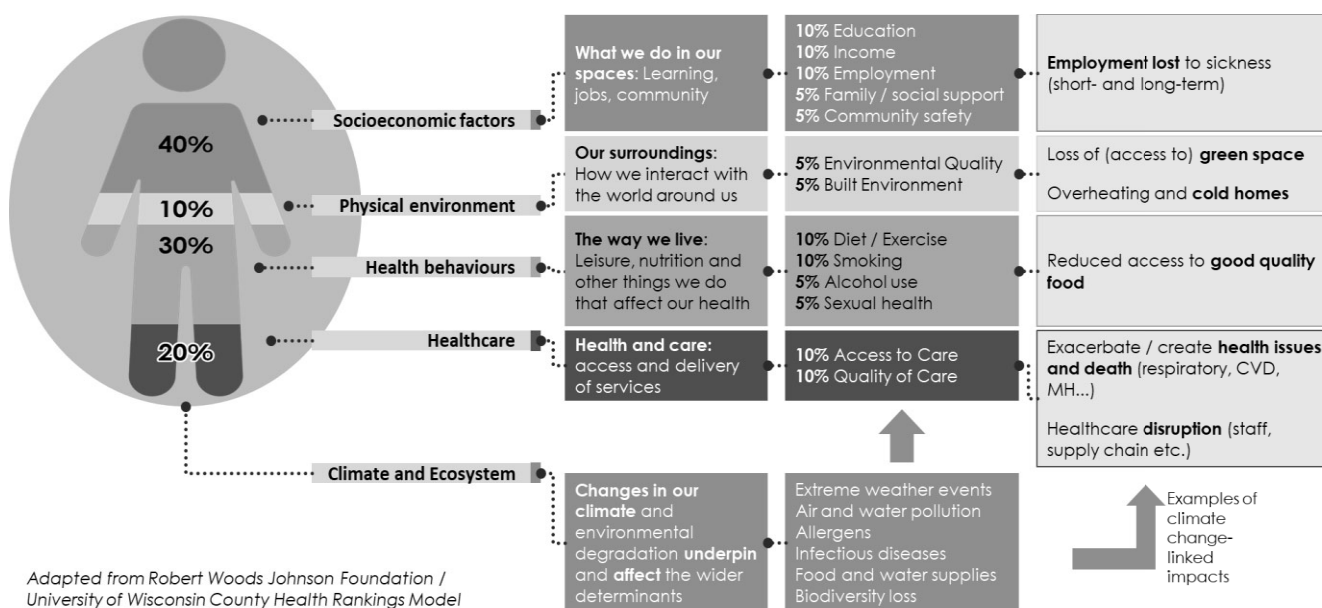 40%
10%
30%
20%
Socioeconomic factors
What we do in our
spaces: Learning,
jobs, community
10% Education
10% Income
10% Employment
5% Family / social support
5% Community safety
Employment lost to sickness
(short- and long-term)
Physical environment
Our surroundings:
How we interact with
the world around us
5% Environmental Quality
5% Built Environment
Loss of (access to) green space
Overheating and cold homes
Health behaviours
The way we live:
Leisure, nutrition and
other things we do
that affect our health
10% Diet / Exercise
10% Smoking
5% Alcohol use
5% Sexual health
Reduced access to good quality
food
Healthcare
Health and care:
access and delivery
of services
10% Access to Care
10% Quality of Care
Exacerbate / create health issues
and death (respiratory, CVD,
MH...)
Healthcare disruption (staff,
supply chain etc.)
Climate and Ecosystem
Changes in our
climate and
environmental
degradation underpin
and affect the wider
determinants
Extreme weather events
Air and water pollution
Allergens
Infectious diseases
Food and water supplies
Biodiversity loss
Examples of
climate
change-
linked
impacts
Adapted from Robert Woods Johnson Foundation /
University of Wisconsin County Health Rankings Model